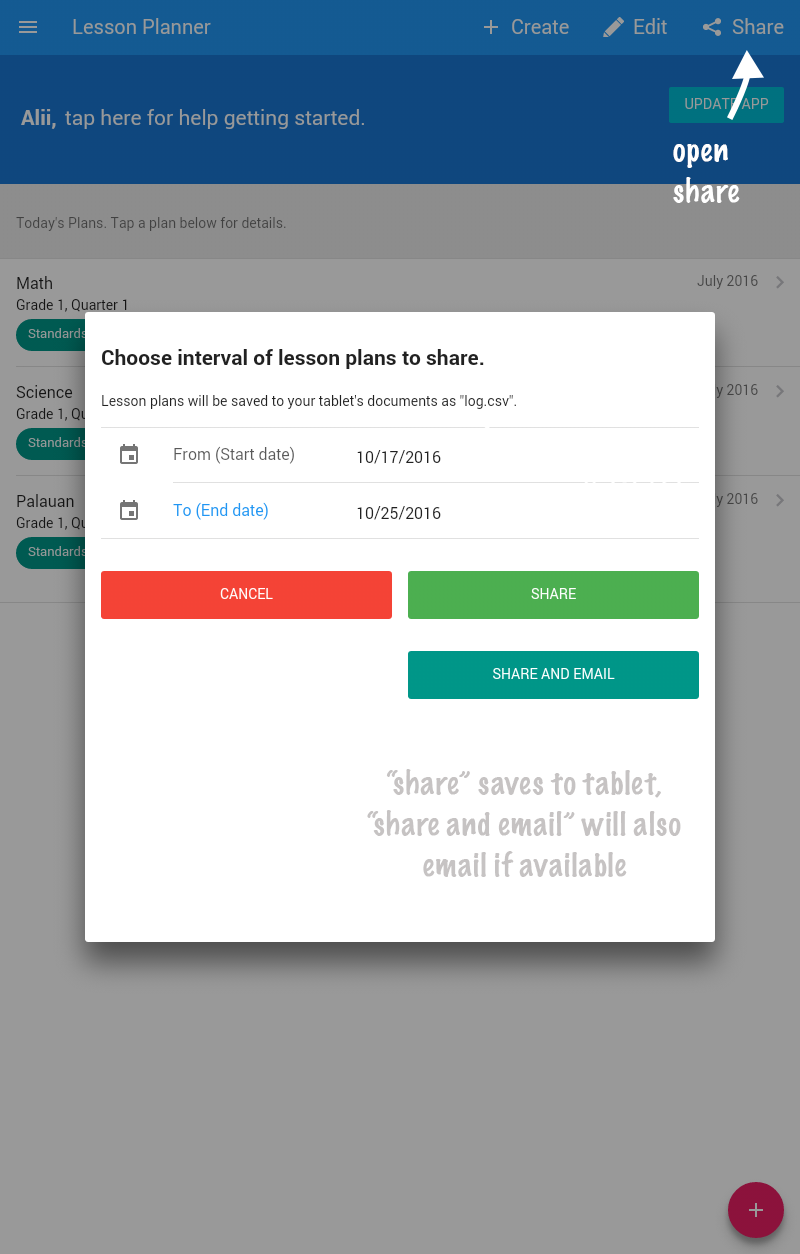 Lesson Planner
Create
Edit
Share
Alii, tap here for help getting started.
UPDATE APP
open
share
Today's Plans. Tap a plan below for details.
Math
July 2016
Grade 1, Quarter 1
Standards
Choose interval of lesson plans to share.
Lesson plans will be saved to your tablet's documents as "log.csv".
Science
y 2016
Grade 1, Qu
Standards
From (Start date) 10/17/2016
Palauan
y 2016
Grade 1, Qu
Standards
To (End date) 10/25/2016
CANCEL
SHARE
SHARE AND EMAIL
“share” saves to tablet,
“share and email” will also
email if available